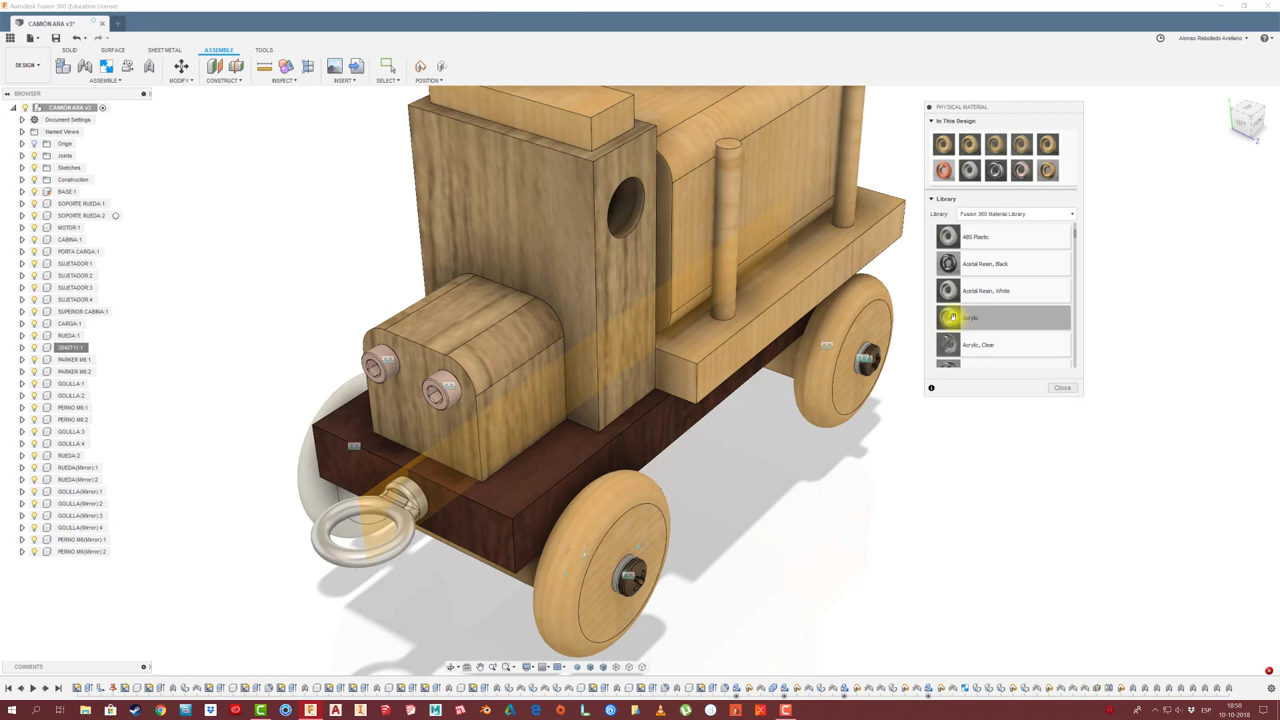 Autodesk Fusion 360 (Education License)
CAMIÓN ARA v3*
Alonso Rebolledo Arellano
DESIGN
SOLID SURFACE SHEET METAL ASSEMBLE TOOLS
ASSEMBLE MODIFY CONSTRUCT INSPECT INSERT SELECT POSITION
BROWSER
CAMIÓN ARA v3
Document Settings
Named Views
Origin
Joints
Sketches
Construction
BASE:1
SOPORTE RUEDA:1
SOPORTE RUEDA:2
MOTOR:1
CABINA:1
PORTA CARGA:1
SUJETADOR:1
SUJETADOR:2
SUJETADOR:3
SUJETADOR:4
SUPERIOR CABINA:1
CARGA:1
RUEDA:1
3040T11:1
PARKER M6:1
PARKER M6:2
GOLILLA:1
GOLILLA:2
PERNO M6:1
PERNO M6:2
GOLILLA:3
GOLILLA:4
RUEDA:2
RUEDA(Mirror):1
RUEDA(Mirror):2
GOLILLA(Mirror):1
GOLILLA(Mirror):2
GOLILLA(Mirror):3
GOLILLA(Mirror):4
PERNO M6(Mirror):1
PERNO M6(Mirror):2
PHYSICAL MATERIAL
In This Design
Library
Library Fusion 360 Material Library
ABS Plastic
Acetal Resin, Black
Acetal Resin, White
Acrylic
Acrylic, Clear
Close
LEFT
Z
COMMENTS
ESP
18:50
10-10-2018